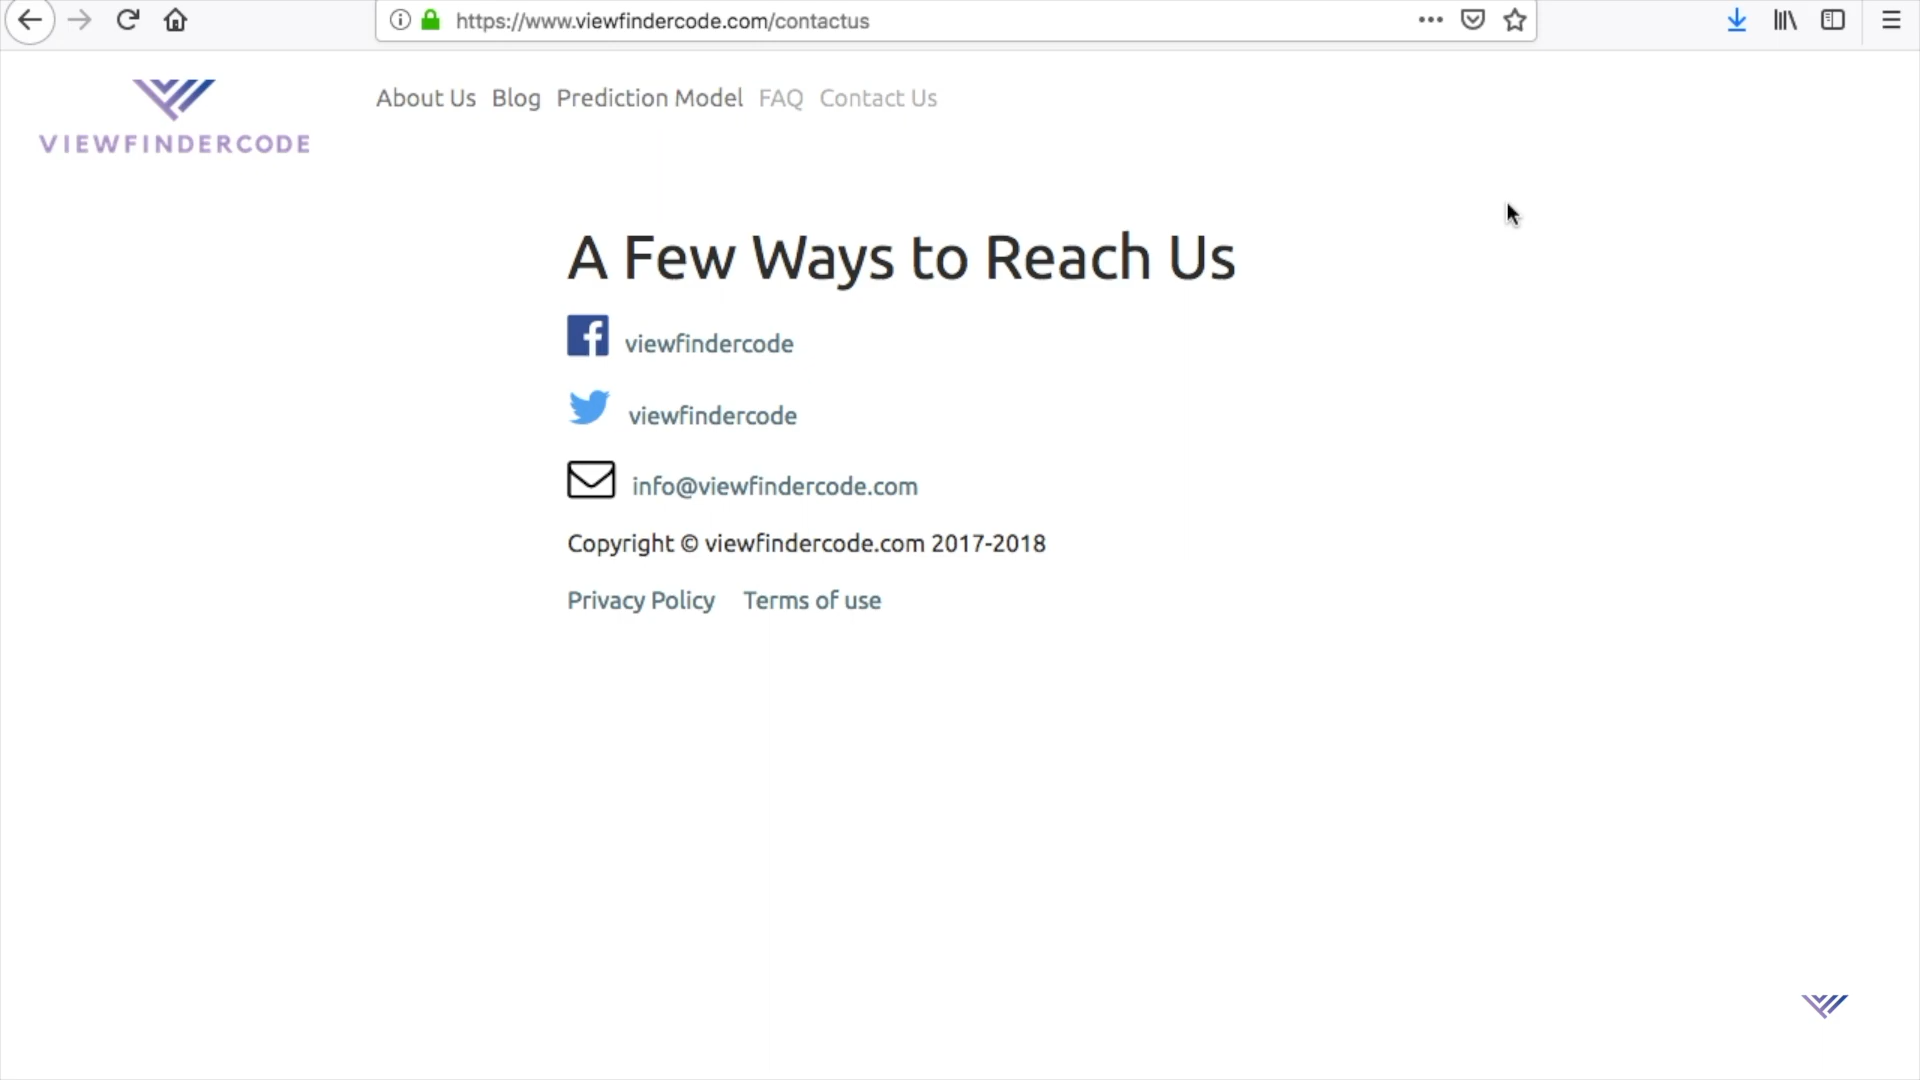 https://www.viewfindercode.com/contactus
About Us Blog Prediction Model FAQ Contact Us
VIEWFINDERCODE
A Few Ways to Reach Us
viewfindercode
viewfindercode
info@viewfindercode.com
Copyright © viewfindercode.com 2017-2018
Privacy Policy Terms of use